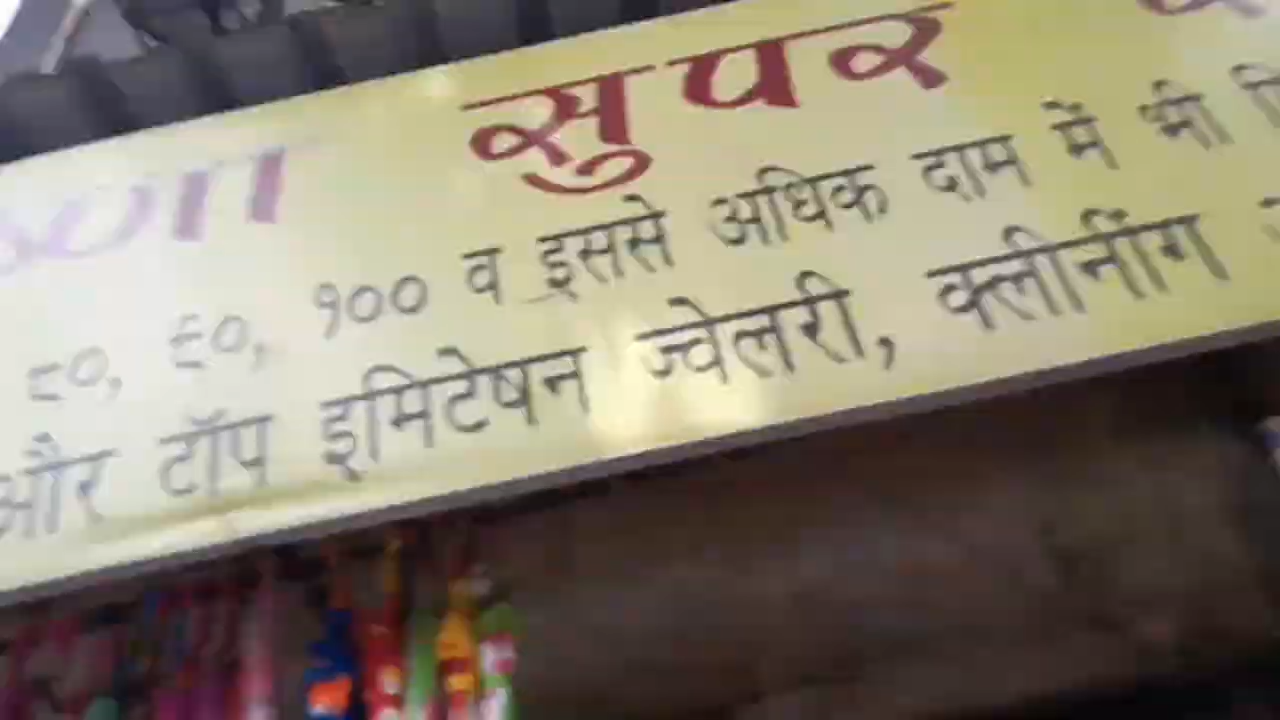 सुपर
८०, ९०, १०० व इससे अधिक दाम में भी
और टॉप इमिटेषन ज्वेलरी, क्लीनींग